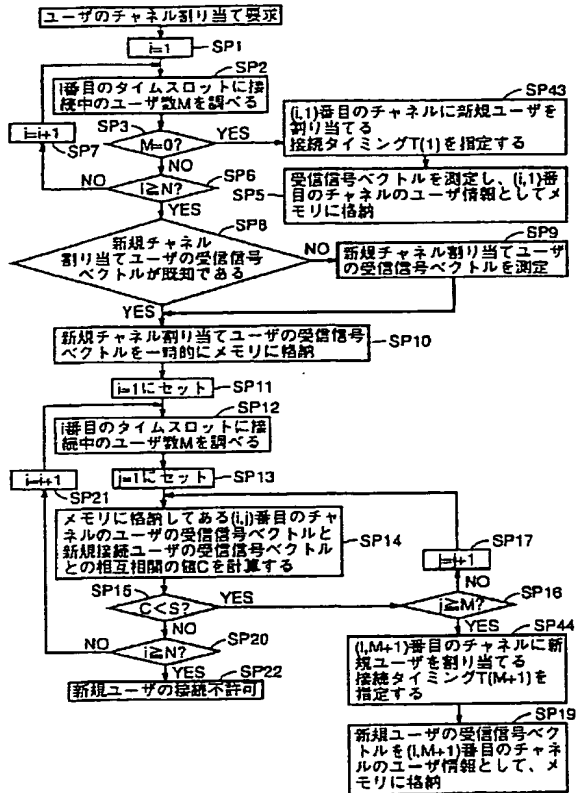 ユーザのチャネル割り当て要求
i=1
SP1
SP2
i番目のタイムスロットに接
続中のユーザ数Mを調べる
i=i+1
SP7
SP3
M=0?
YES
NO
SP43
(i,1)番目のチャネルに新規ユーザを
割り当てる
接続タイミングT(1)を指定する
SP6
i≧N?
NO
YES
SP5
受信信号ベクトルを測定し、(i,1)番
目のチャネルのユーザ情報としてメ
モリに格納
SP8
新規チャネル
割り当てユーザの受信信号
ベクトルが既知である
NO
YES
SP9
新規チャネル割り当てユーザ
の受信信号ベクトルを測定
新規チャネル割り当てユーザの受信信号
ベクトルを一時的にメモリに格納
SP10
i=1にセット
SP11
SP12
i番目のタイムスロットに接
続中のユーザ数Mを調べる
i=i+1
SP21
j=1にセット
SP13
メモリに格納してある(i,j)番目のチャネ
ルのユーザの受信信号ベクトルと
新規接続ユーザの受信信号ベクトル
との相互相関の値Cを計算する
SP14
SP17
j=j+1
SP15
C<S?
YES
NO
NO
j≧M?
SP16
YES
SP20
i≧N?
NO
YES
SP44
(i,M+1)番目のチャネルに新
規ユーザを割り当てる
接続タイミングT(M+1)を
指定する
SP22
新規ユーザの接続不許可
SP19
新規ユーザの受信信号ベク
トルを(i,M+1)番目のチャネ
ルのユーザ情報として、メ
モリに格納